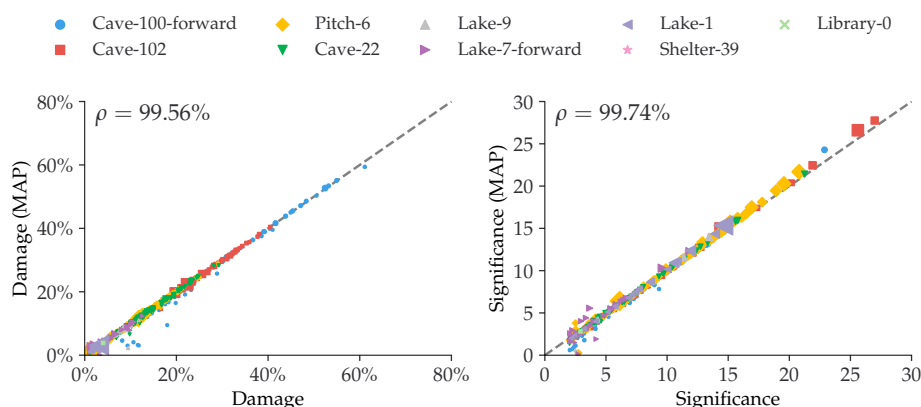 Cave-100-forward Pitch-6 Lake-9 Lake-1 Library-0
Cave-102 Cave-22 Lake-7-forward Shelter-39
ρ = 99.56%
80%
60%
40%
20%
0%
Damage (MAP)
0% 20% 40% 60% 80%
Damage
ρ = 99.74%
30
25
20
15
10
5
0
Significance (MAP)
0 5 10 15 20 25 30
Significance